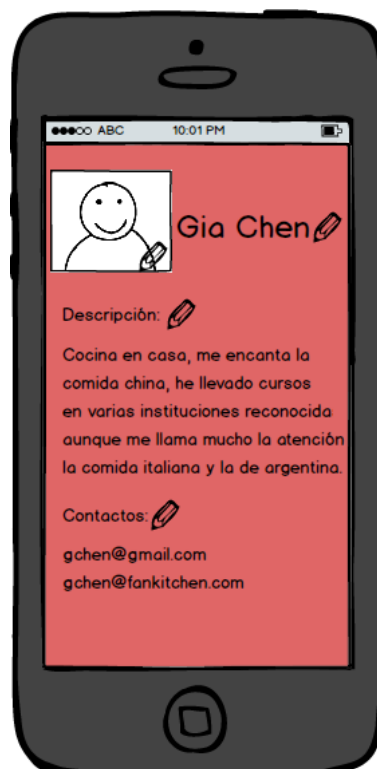 ABC 10:01 PM
Gia Chen
Descripción:
Cocina en casa, me encanta la
comida china, he llevado cursos
en varias instituciones reconocida
aunque me llama mucho la atención
la comida italiana y la de argentina.
Contactos:
gchen@gmail.com
gchen@fankitchen.com